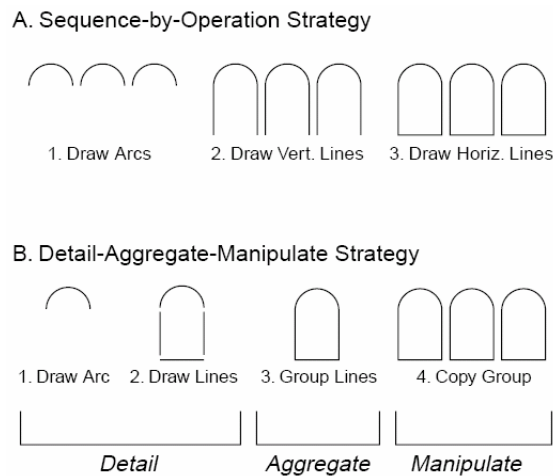 A. Sequence-by-Operation Strategy
1. Draw Arcs
2. Draw Vert. Lines
3. Draw Horiz. Lines
B. Detail-Aggregate-Manipulate Strategy
1. Draw Arc
2. Draw Lines
3. Group Lines
4. Copy Group
Detail
Aggregate
Manipulate